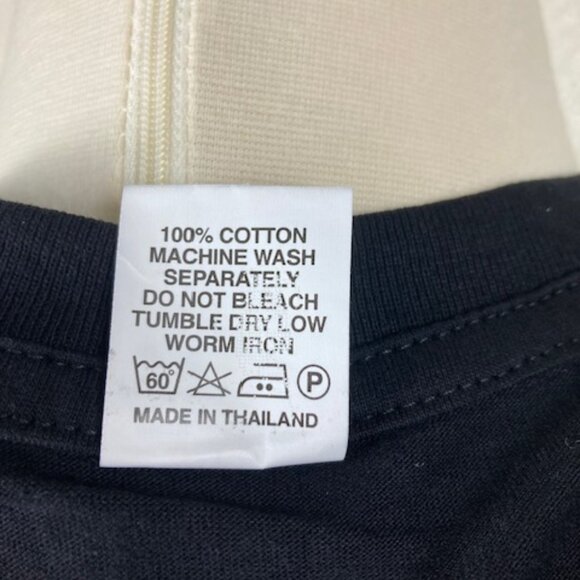 100% COTTON
MACHINE WASH
SEPARATELY
DO NOT BLEACH
TUMBLE DRY LOW
WORM IRON
60° P
MADE IN THAILAND